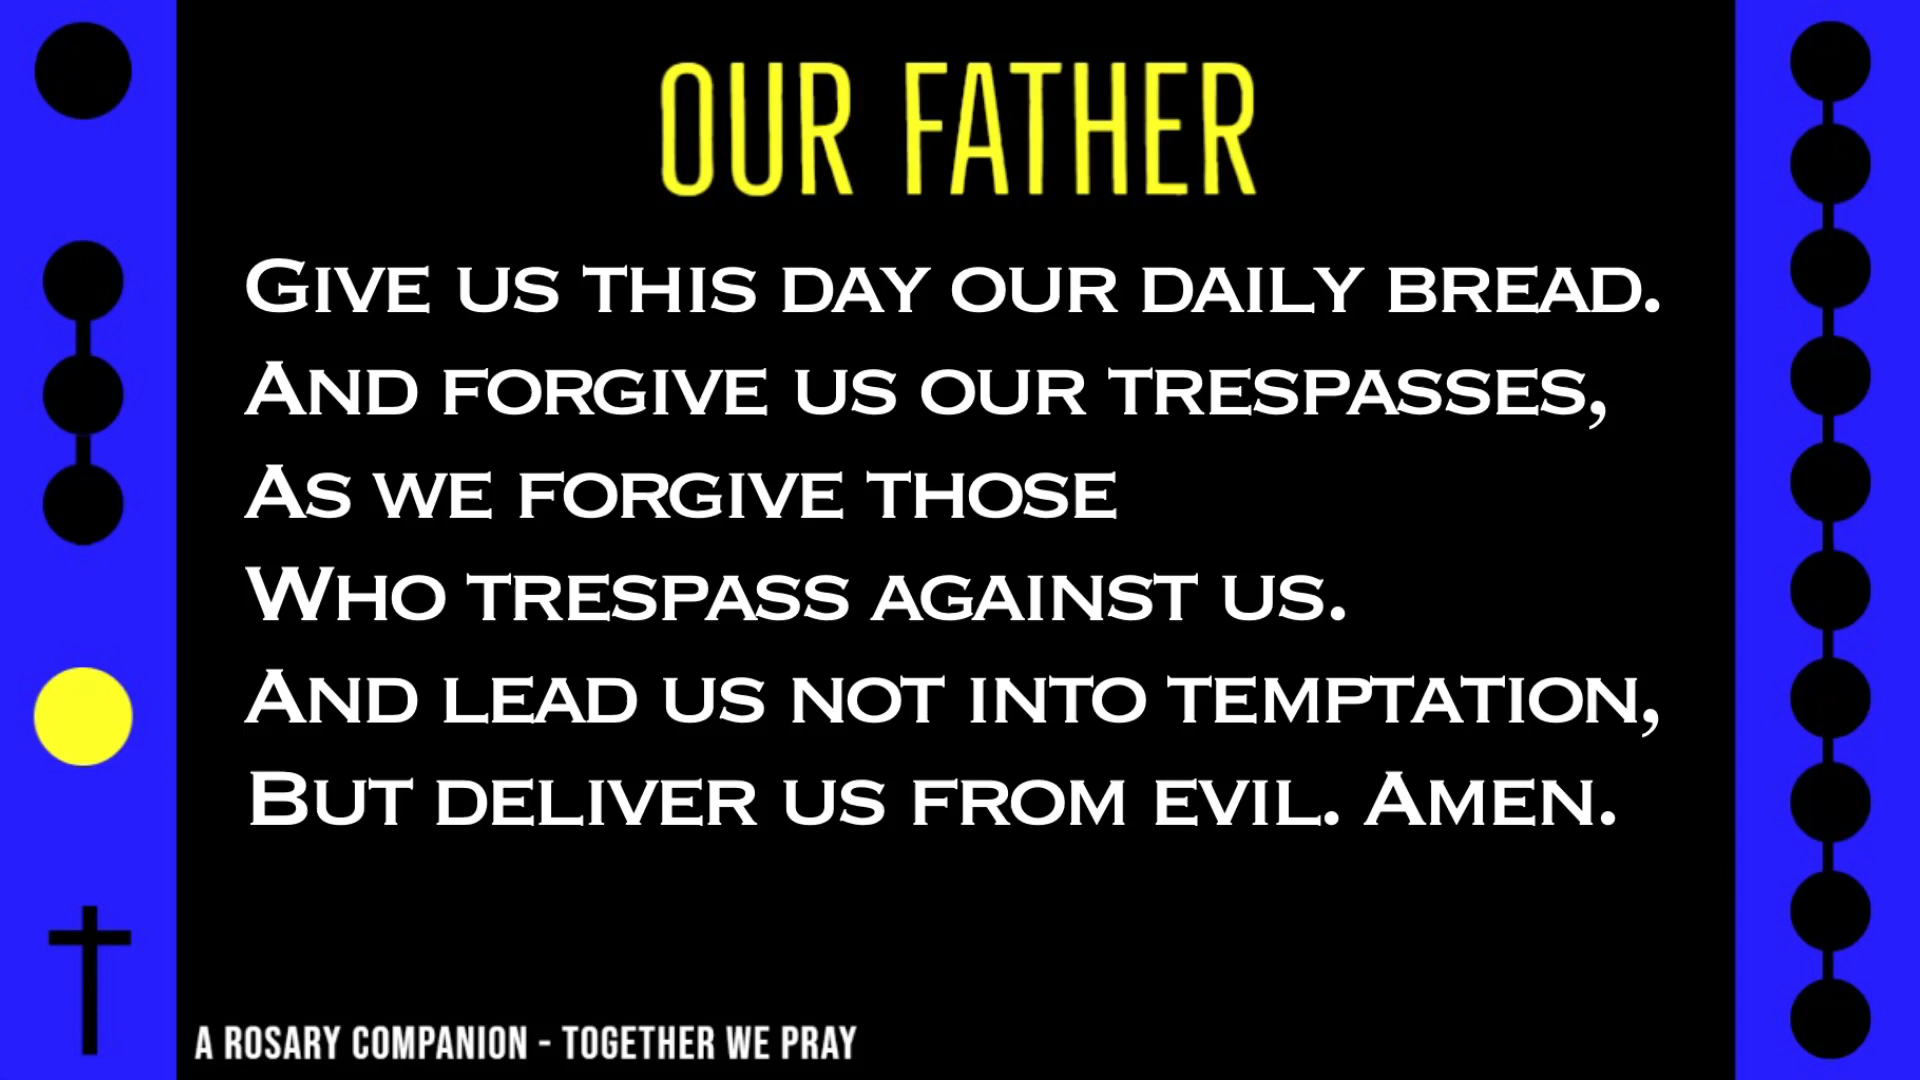 OUR FATHER
Give us this day our daily bread.
And forgive us our trespasses,
As we forgive those
Who trespass against us.
And lead us not into temptation,
But deliver us from evil. Amen.
A ROSARY COMPANION - TOGETHER WE PRAY